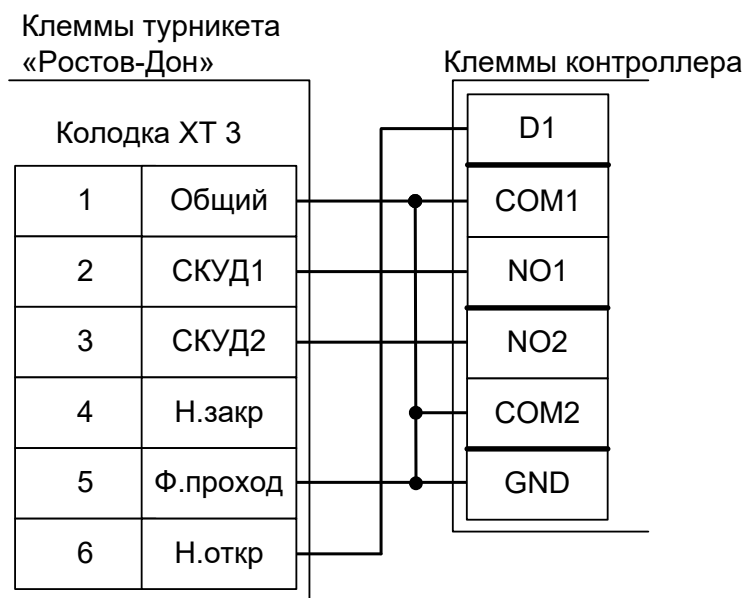 Клеммы турникета
«Ростов-Дон»
Клеммы контроллера
Колодка ХТ 3
1 Общий
2 СКУД1
3 СКУД2
4 Н.закр
5 Ф.проход
6 Н.откр
D1
COM1
NO1
NO2
COM2
GND